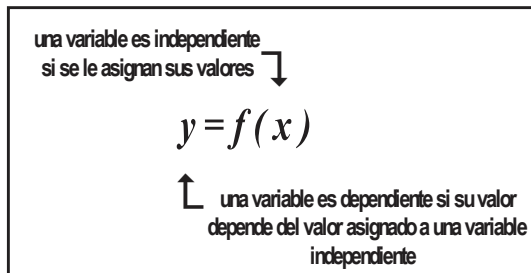 una variable es independiente
si se le asignan sus valores
y = f ( x )
una variable es dependiente si su valor
depende del valor asignado a una variable
independiente